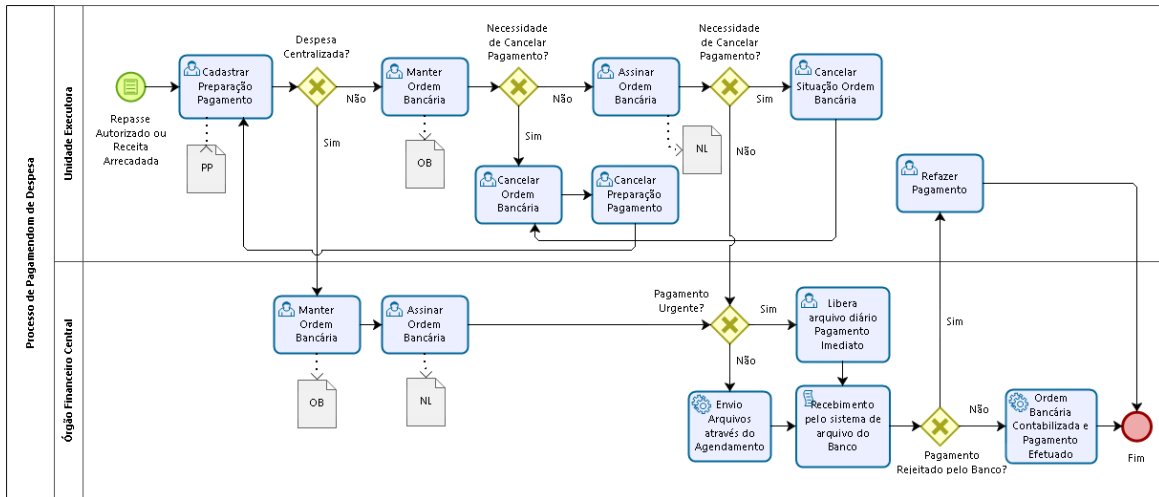 Processo de Pagamendom de Despesa
Unidade Executora
Repasse
Autorizado ou
Receita
Arrecadada
Cadastrar
Preparação
Pagamento
PP
Despesa
Centralizada?
Não
Sim
Manter
Ordem
Bancária
OB
Necessidade
de Cancelar
Pagamento?
Não
Sim
Assinar
Ordem
Bancária
NL
Necessidade
de Cancelar
Pagamento?
Sim
Não
Cancelar
Situação Ordem
Bancária
Cancelar
Ordem
Bancária
Cancelar
Preparação
Pagamento
Refazer
Pagamento
Órgão Financeiro Central
Manter
Ordem
Bancária
OB
Assinar
Ordem
Bancária
NL
Pagamento
Urgente?
Sim
Não
Libera
arquivo diário
Pagamento
Imediato
Envio
Arquivos
através do
Agendamento
Recebimento
pelo sistema de
arquivo do
Banco
Sim
Não
Pagamento
Rejeitado pelo Banco?
Ordem
Bancária
Contabilizada e
Pagamento
Efetuado
Fim